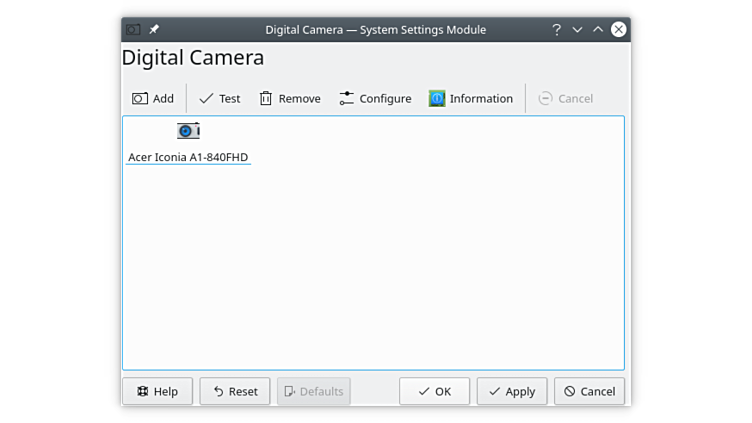 Digital Camera — System Settings Module
Digital Camera
Add Test Remove Configure Information Cancel
Acer Iconia A1-840FHD
Help Reset Defaults OK Apply Cancel